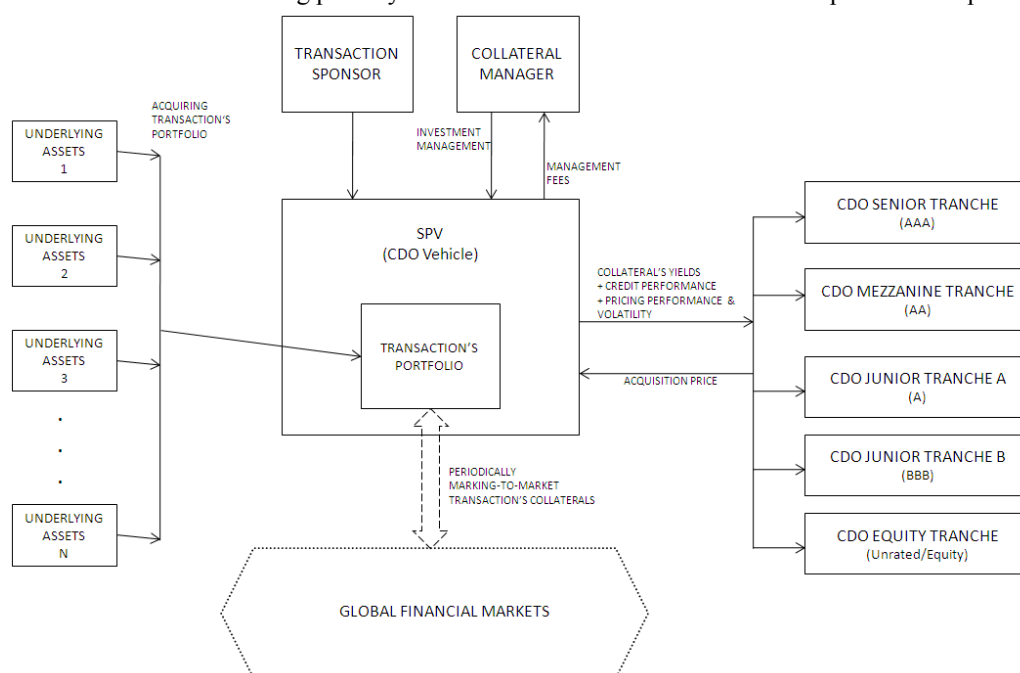 TRANSACTION
SPONSOR
COLLATERAL
MANAGER
ACQUIRING
TRANSACTION'S
PORTFOLIO
UNDERLYING
ASSETS
1
INVESTMENT
MANAGEMENT
MANAGEMENT
FEES
UNDERLYING
ASSETS
2
SPV
(CDO Vehicle)
CDO SENIOR TRANCHE
(AAA)
COLLATERAL'S YIELDS
+ CREDIT PERFORMANCE
+ PRICING PERFORMANCE &
VOLATILITY
CDO MEZZANINE TRANCHE
(AA)
UNDERLYING
ASSETS
3
TRANSACTION'S
PORTFOLIO
ACQUISITION PRICE
CDO JUNIOR TRANCHE A
(A)
.
.
.
CDO JUNIOR TRANCHE B
(BBB)
PERIODICALLY
MARKING-TO-MARKET
TRANSACTION'S COLLATERALS
UNDERLYING
ASSETS
N
CDO EQUITY TRANCHE
(Unrated/Equity)
GLOBAL FINANCIAL MARKETS